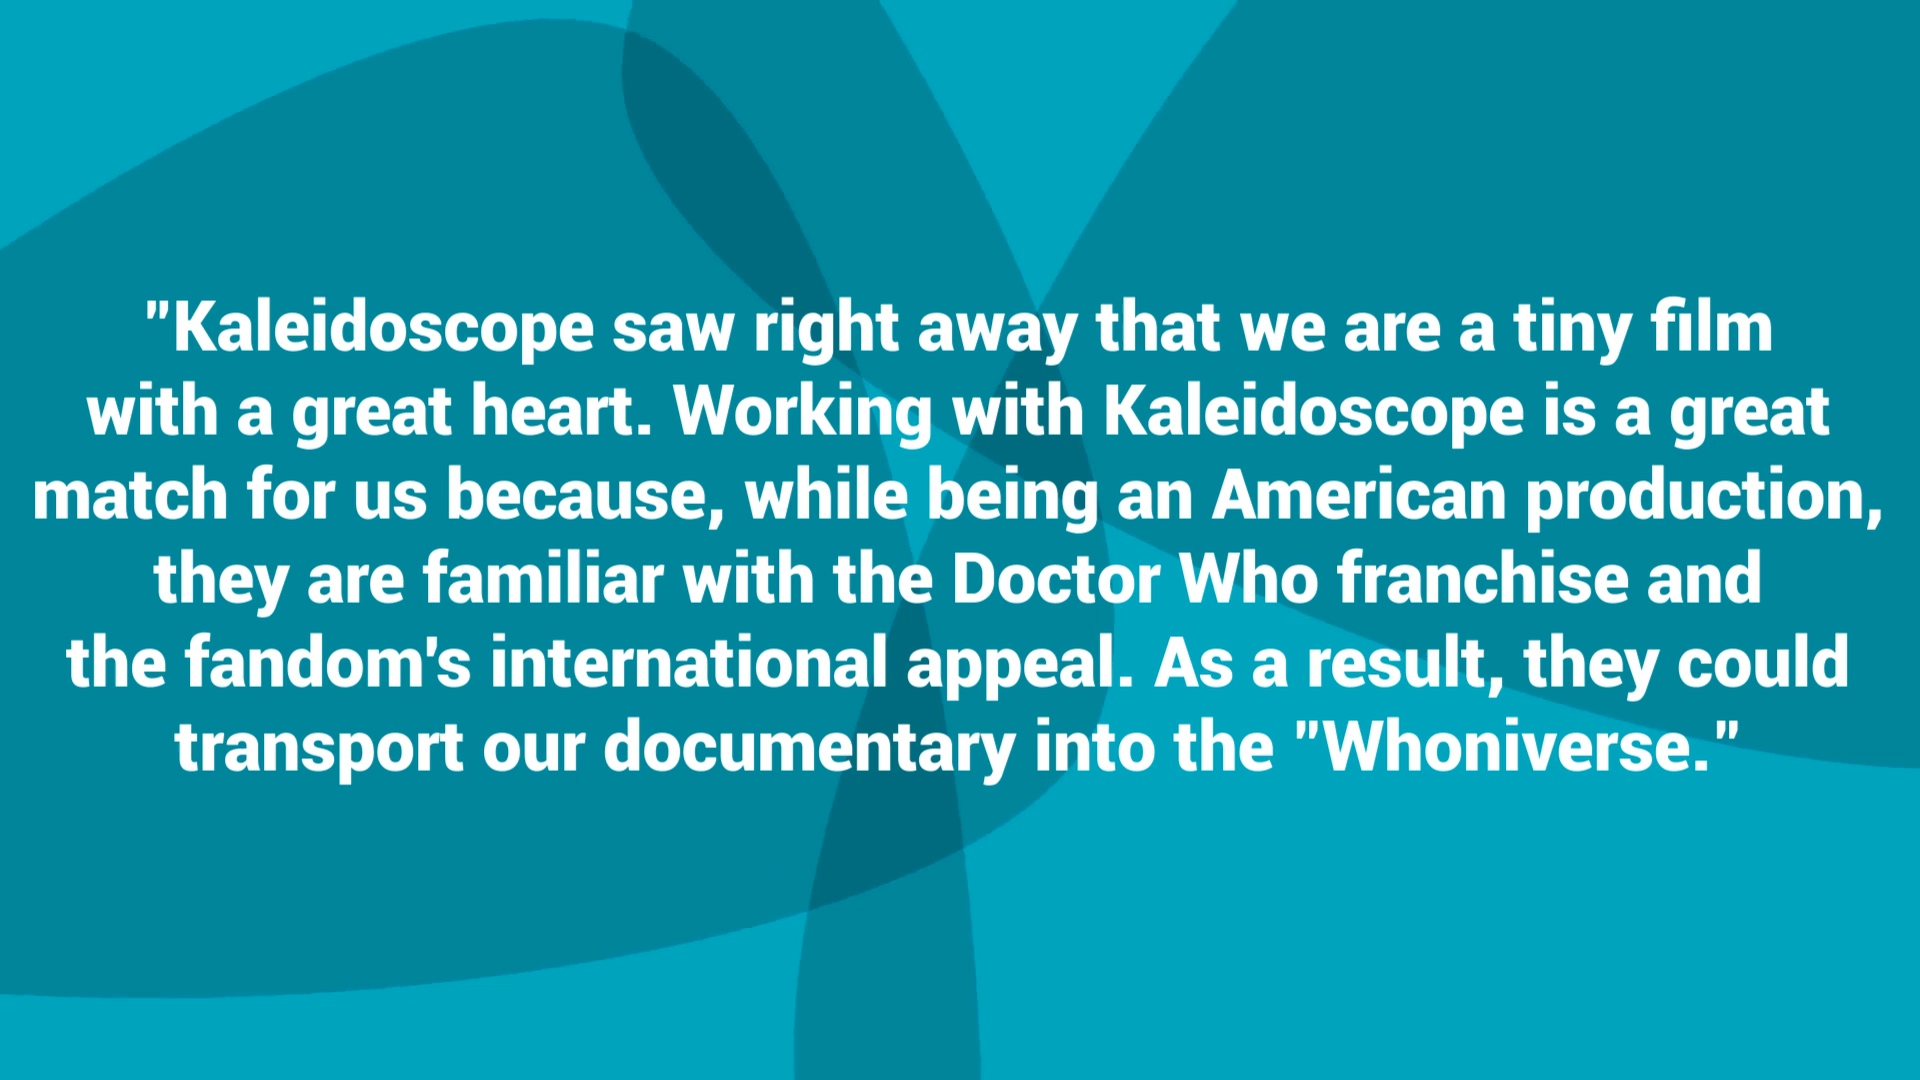 "Kaleidoscope saw right away that we are a tiny film
with a great heart. Working with Kaleidoscope is a great
match for us because, while being an American production,
they are familiar with the Doctor Who franchise and
the fandom's international appeal. As a result, they could
transport our documentary into the "Whoniverse."